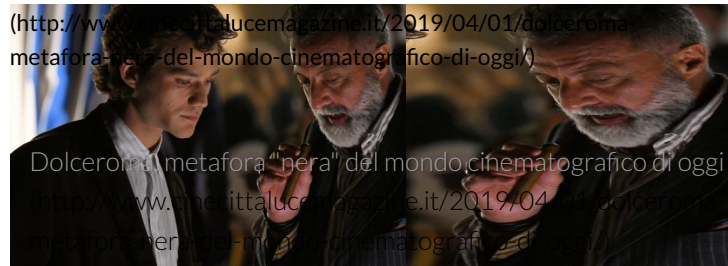 (http://www.cinecittalucemagazine.it/2019/04/01/dolceroma-
metafora-nera-del-mondo-cinematografico-di-oggi/)
Dolceroma, metafora "nera" del mondo cinematografico di oggi
(http://www.cinecittalucemagazine.it/2019/04/01/dolceroma-
metafora-nera-del-mondo-cinematografico-di-oggi/)